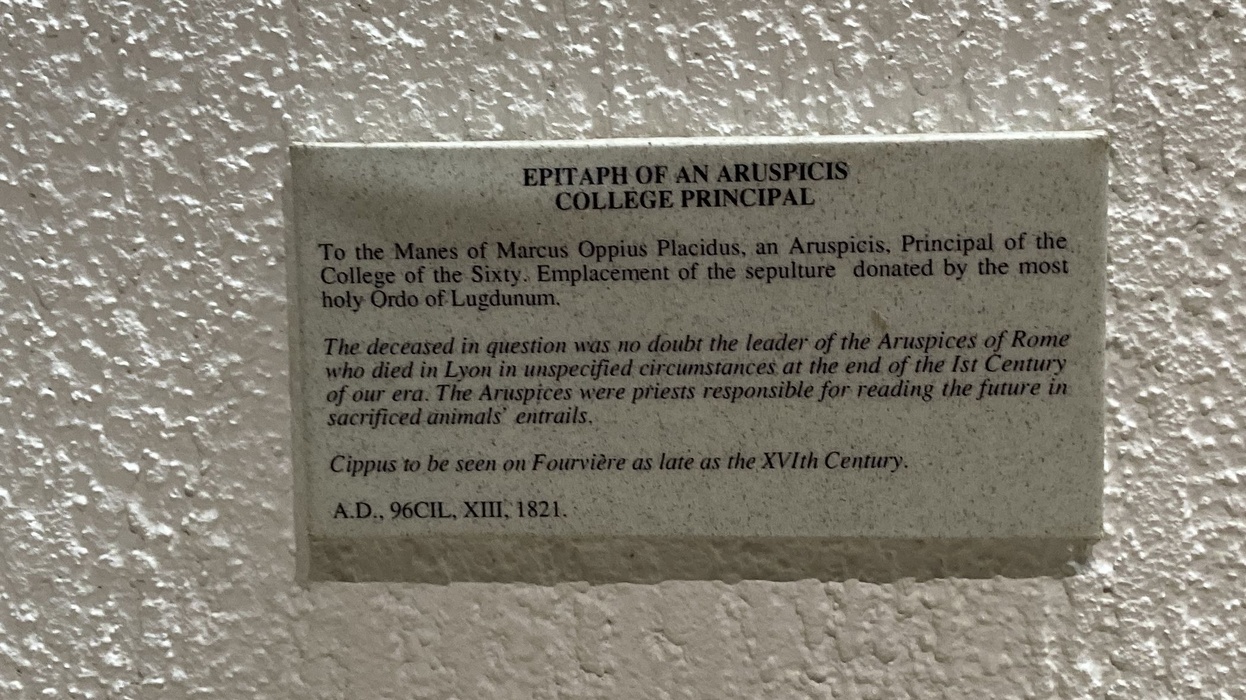 EPITAPH OF AN ARUSPICIS
COLLEGE PRINCIPAL
To the Manes of Marcus Oppius Placidus, an Aruspicis, Principal of the
College of the Sixty. Emplacement of the sepulture donated by the most
holy Ordo of Lugdunum.
The deceased in question was no doubt the leader of the Aruspices of Rome
who died in Lyon in unspecified circumstances at the end of the Ist Century
of our era. The Aruspices were priests responsible for reading the future in
sacrificed animals' entrails.
Cippus to be seen on Fourvière as late as the XVIth Century.
A.D., 96CIL, XIII, 1821.